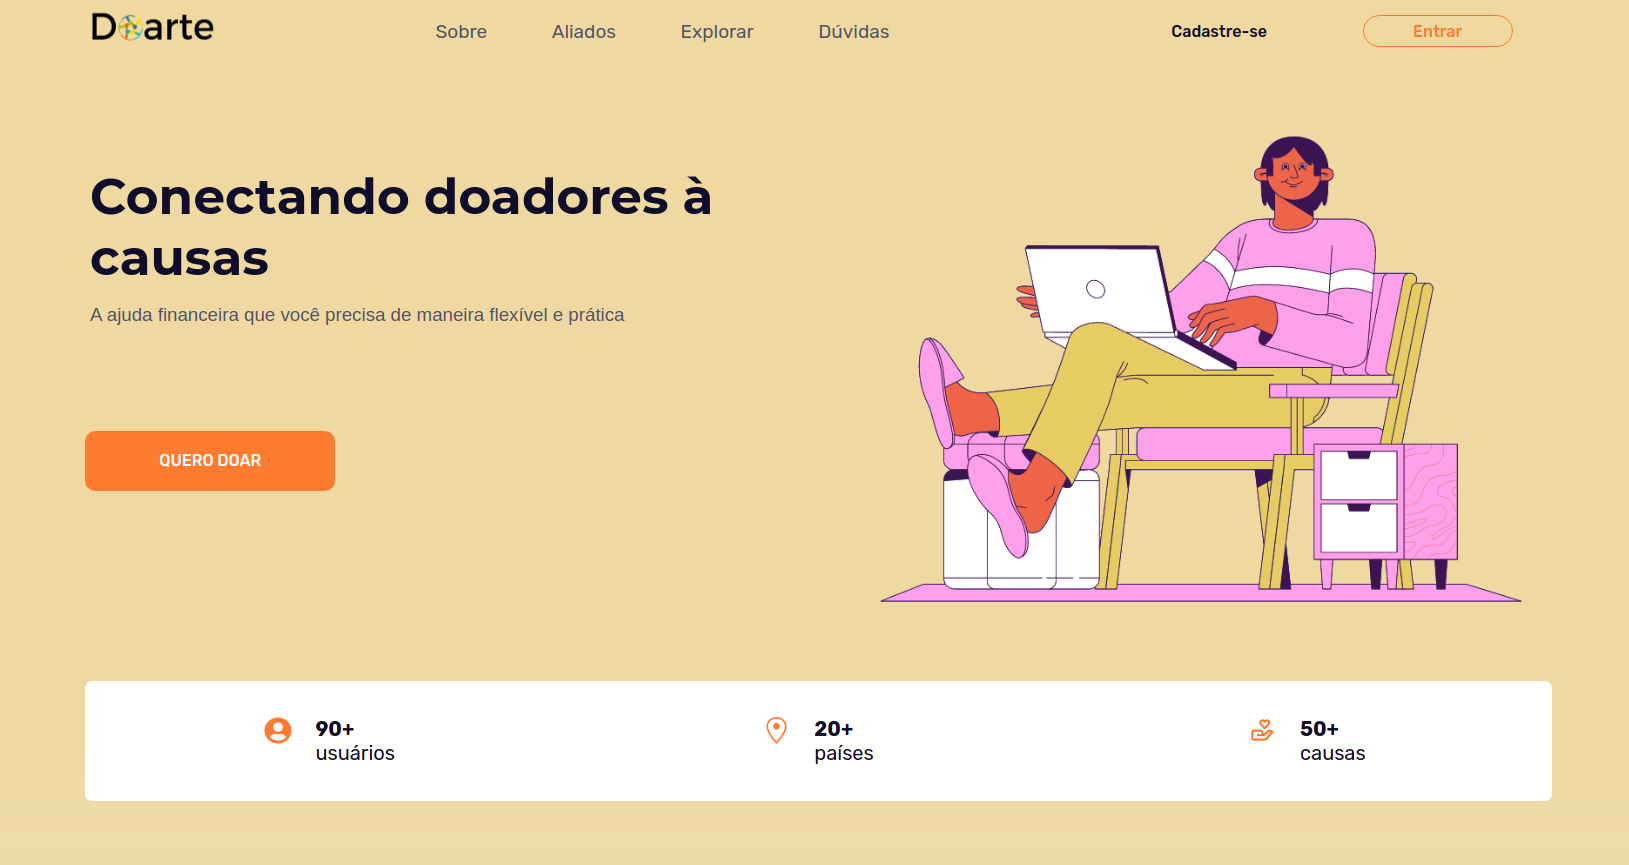 Doarte
Sobre
Aliados
Explorar
Dúvidas
Cadastre-se
Entrar
Conectando doadores à
causas
A ajuda financeira que você precisa de maneira flexível e prática
QUERO DOAR
90+
usuários
20+
países
50+
causas